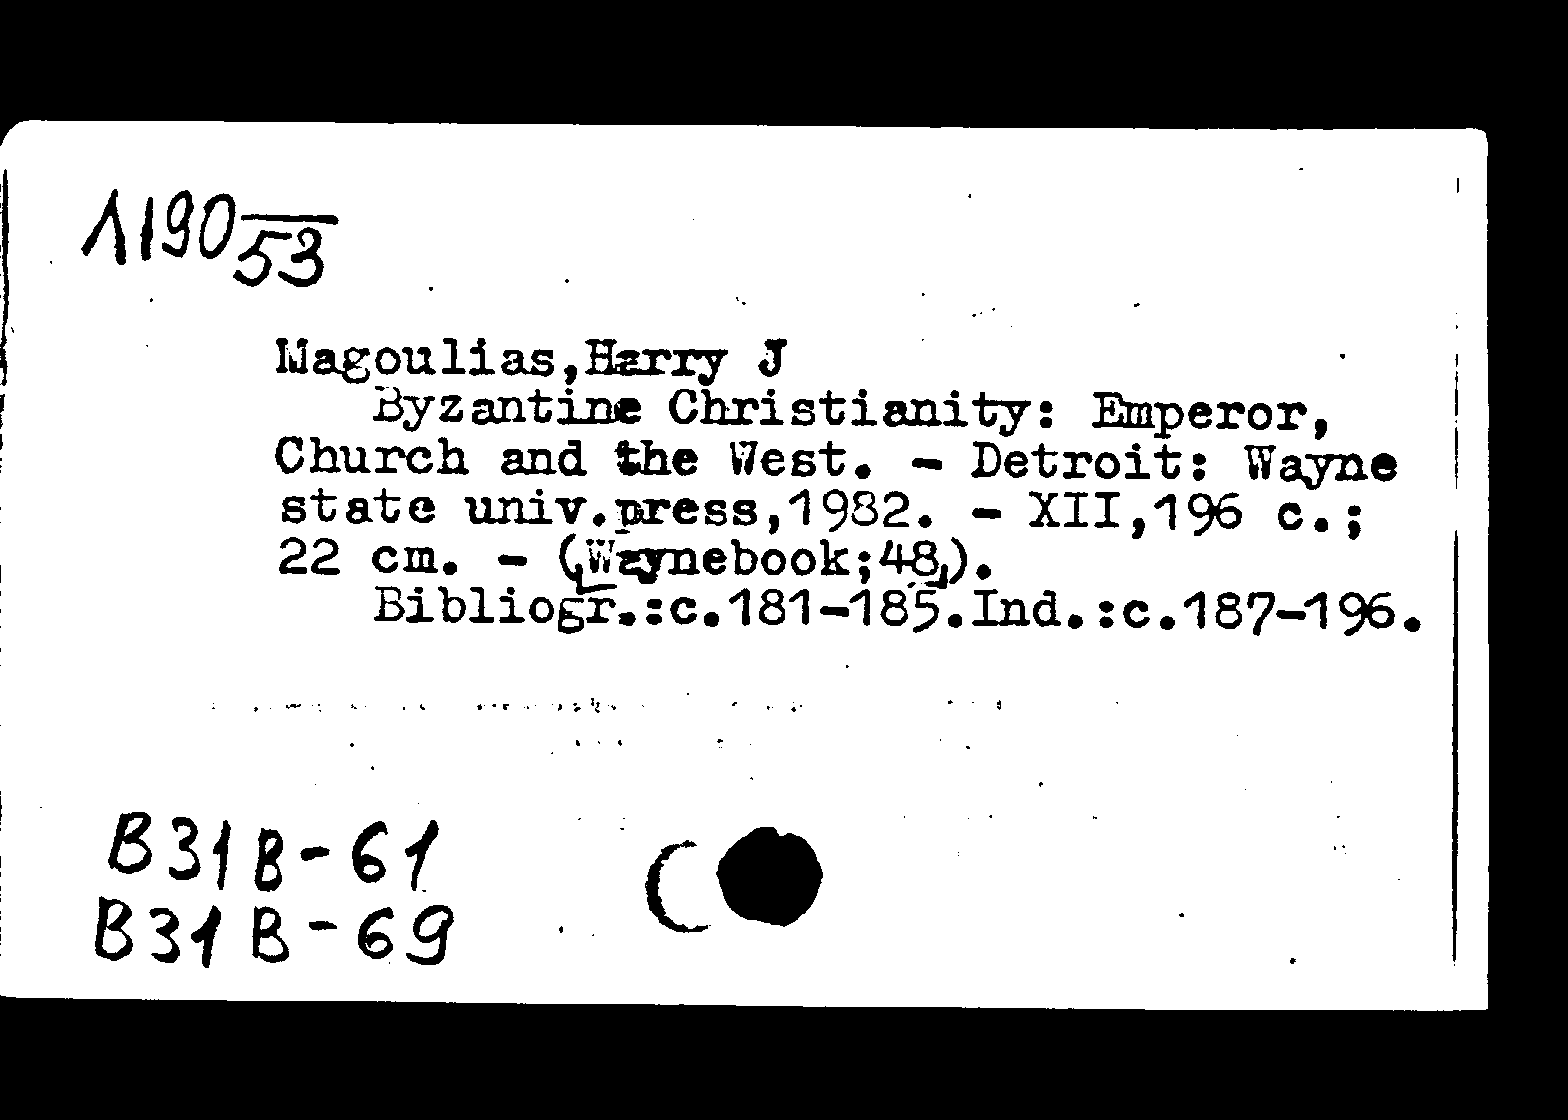 1190
53
Magoulias,Harry J
Byzantine Christianity: Emperor,
Church and the West. - Detroit: Wayne
state univ.press,1982. - XII,196 c.;
22 cm. - (Waynebook;48).
Bibliogr.:c.181-185.Ind.:c.187-196.
B31B-61
B31B-69